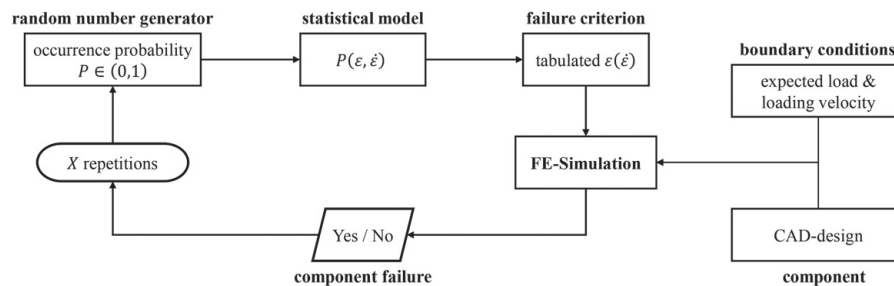 random number generator
occurrence probability
P ∈ (0,1)
statistical model
P(ε, ε̇)
failure criterion
tabulated ε(ε̇)
boundary conditions
expected load &
loading velocity
X repetitions
FE-Simulation
Yes / No
component failure
CAD-design
component